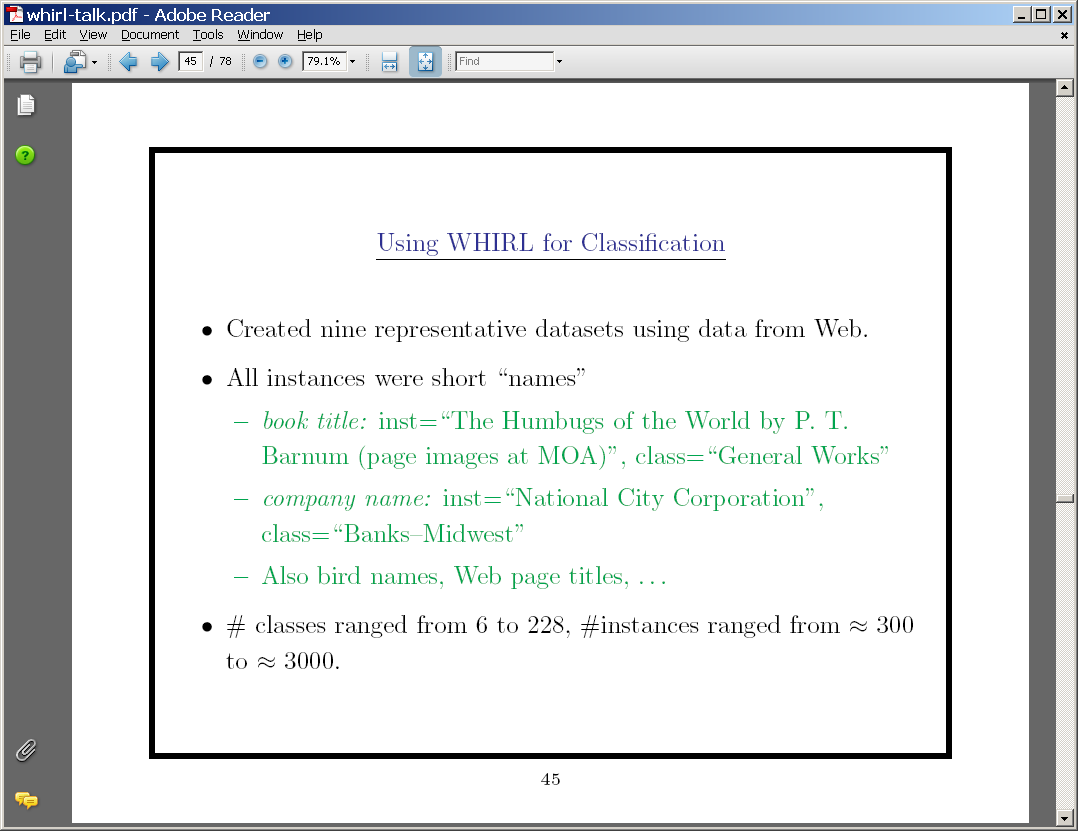 whirl-talk.pdf - Adobe Reader
File Edit View Document Tools Window Help
45 / 78 79.1% Find
Using WHIRL for Classification
• Created nine representative datasets using data from Web.
• All instances were short “names”
– book title: inst=“The Humbugs of the World by P. T.
Barnum (page images at MOA)”, class=“General Works”
– company name: inst=“National City Corporation”,
class=“Banks–Midwest”
– Also bird names, Web page titles, . . .
• # classes ranged from 6 to 228, #instances ranged from ≈ 300
to ≈ 3000.
45